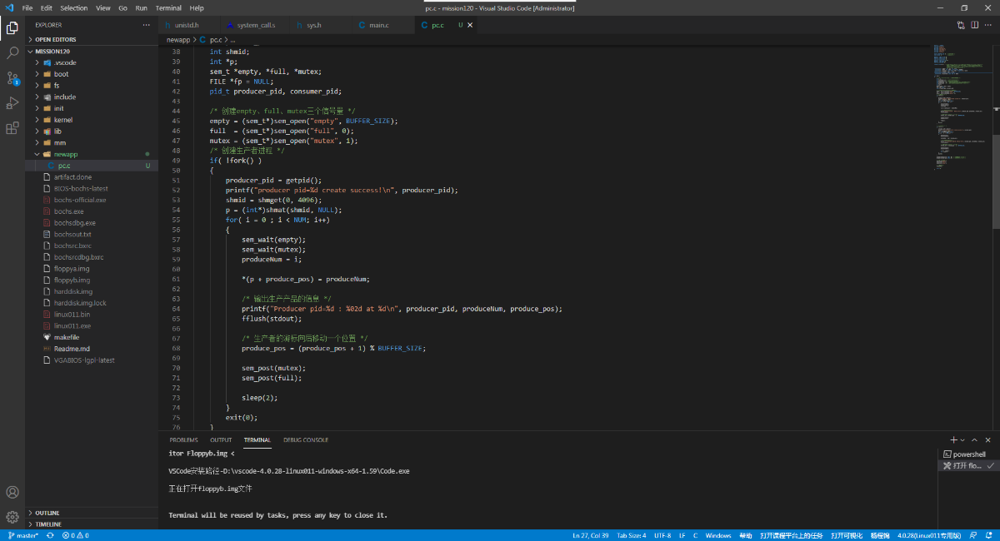 File Edit Selection View Go Run Terminal Help
pc.c - mission120 - Visual Studio Code [Administrator]
EXPLORER
OPEN EDITORS
MISSION120
.vscode
boot
fs
include
init
kernel
lib
mm
newapp
pc.c U
artifact.done
BIOS-bochs-latest
bochs-official.exe
bochs.exe
bochsdbg.exe
bochsout.txt
bochsrc.bxrc
bochsrcdbg.bxrc
floppya.img
floppyb.img
harddisk.img
harddisk.img.lock
linux011.bin
linux011.exe
makefile
Readme.md
VGABIOS-lgpl-latest
OUTLINE
TIMELINE
unistd.h system_call.s sys.h main.c pc.c U
newapp > pc.c > ...
38 int shmid;
39 int *p;
40 sem_t *empty, *full, *mutex;
41 FILE *fp = NULL;
42 pid_t producer_pid, consumer_pid;
43
44 /* 创建empty、full、mutex三个信号量 */
45 empty = (sem_t*)sem_open("empty", BUFFER_SIZE);
46 full  = (sem_t*)sem_open("full", 0);
47 mutex = (sem_t*)sem_open("mutex", 1);
48 /* 创建生产者进程 */
49 if( !fork() )
50 {
51 producer_pid = getpid();
52 printf("producer pid=%d create success!\n", producer_pid);
53 shmid = shmget(0, 4096);
54 p = (int*)shmat(shmid, NULL);
55 for( i = 0 ; i < NUM; i++)
56 {
57 sem_wait(empty);
58 sem_wait(mutex);
59 produceNum = i;
60
61 *(p + produce_pos) = produceNum;
62
63 /* 输出生产产品的信息 */
64 printf("Producer pid=%d : %02d at %d\n", producer_pid, produceNum, produce_pos);
65 fflush(stdout);
66
67 /* 生产者的游标向后移动一个位置 */
68 produce_pos = (produce_pos + 1) % BUFFER_SIZE;
69
70 sem_post(mutex);
71 sem_post(full);
72
73 sleep(2);
74 }
75 exit(0);
76 }
PROBLEMS OUTPUT TERMINAL DEBUG CONSOLE
itor Floppyb.img <
VSCode安装路径-D:\vscode-4.0.28-linux011-windows-x64-1.59\Code.exe
正在打开floppyb.img文件
Terminal will be reused by tasks, press any key to close it.
powershell
打开 flo...
master* 0 0 Ln 27, Col 39 Tab Size: 4 UTF-8 LF C Windows 帮助 打开课程平台上的任务 打开可视化 杨程锦 4.0.28(Linux011专用版)